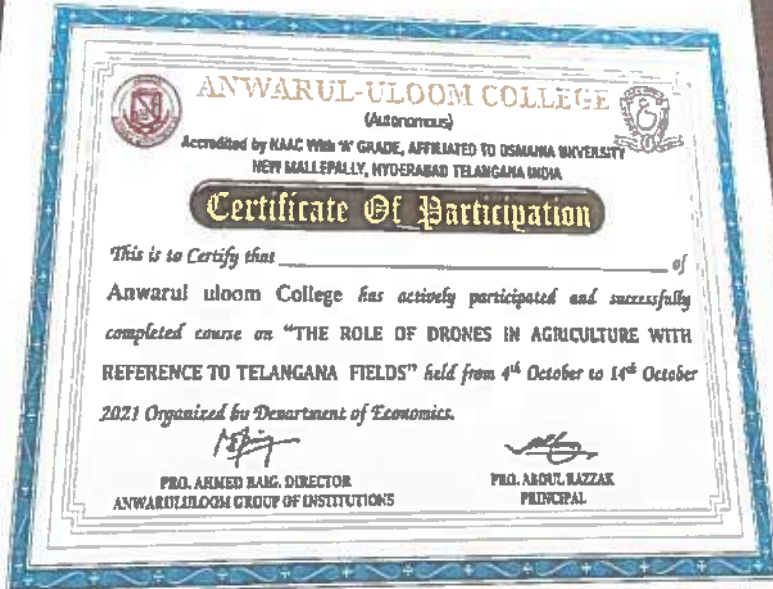 ANWARUL-ULOOM COLLEGE
(Autonomous)
Accredited by NAAC With 'A' GRADE, AFFILIATED TO OSMANIA UNIVERSITY
NEW MALLEPALLY, HYDERABAD TELANGANA INDIA
Certificate Of Participation
This is to Certify that ______________________ of
Anwarul uloom College has actively participated and successfully
completed course on "THE ROLE OF DRONES IN AGRICULTURE WITH
REFERENCE TO TELANGANA FIELDS" held from 4th October to 14th October
2021 Organized by Department of Economics.
PRO. AHMED BAIG. DIRECTOR
ANWARULULOOM GROUP OF INSTITUTIONS
PRO. ABDUL RAZZAK
PRINCIPAL